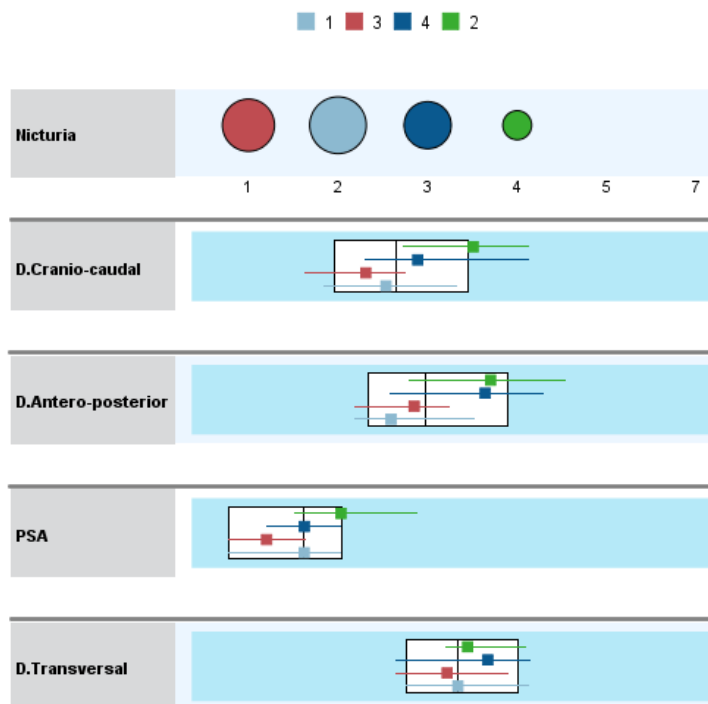 1 3 4 2
Nicturia
1 2 3 4 5 7
D.Cranio-caudal
D.Antero-posterior
PSA
D.Transversal